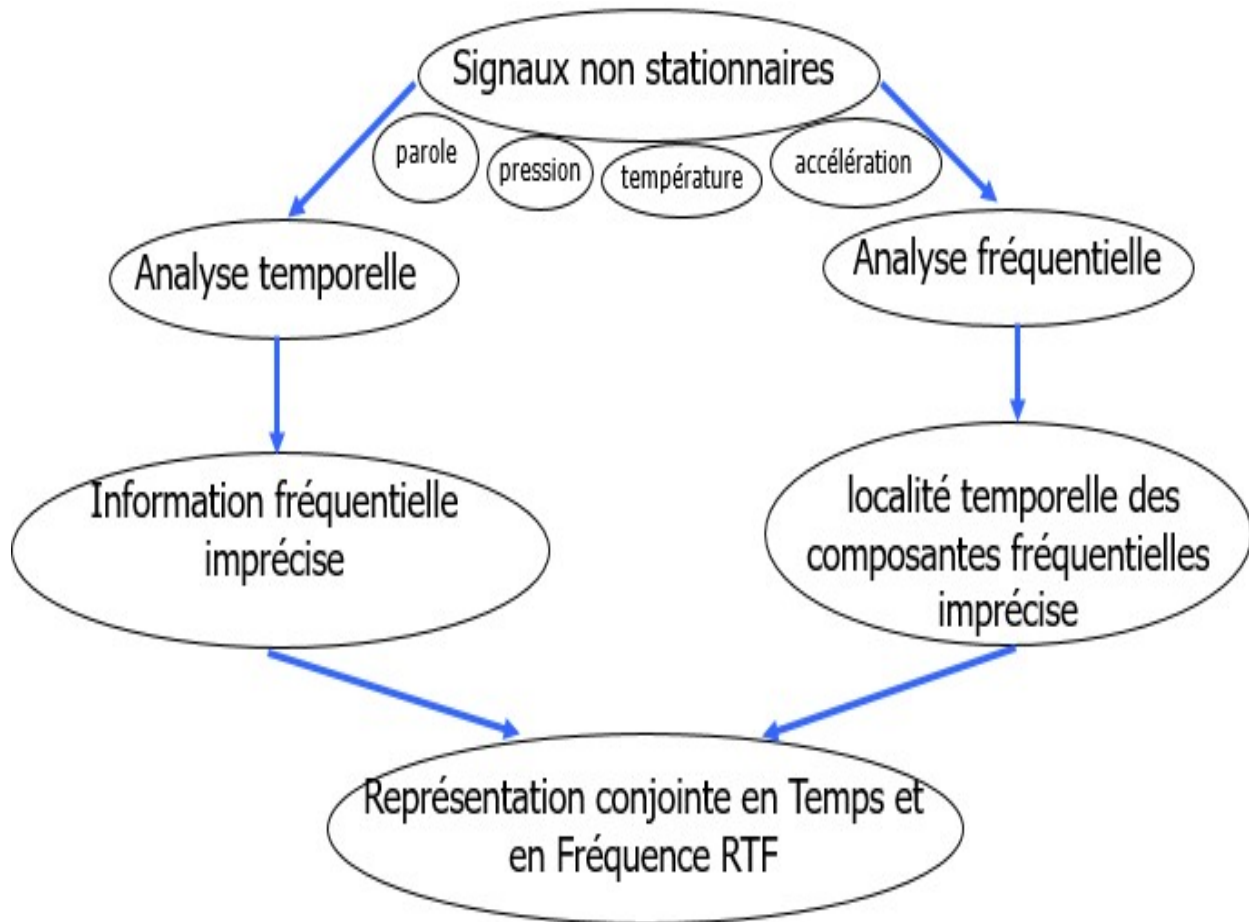 Signaux non stationnaires
parole
pression
température
accélération
Analyse temporelle
Analyse fréquentielle
Information fréquentielle
imprécise
localité temporelle des
composantes fréquentielles
imprécise
Représentation conjointe en Temps et
en Fréquence RTF